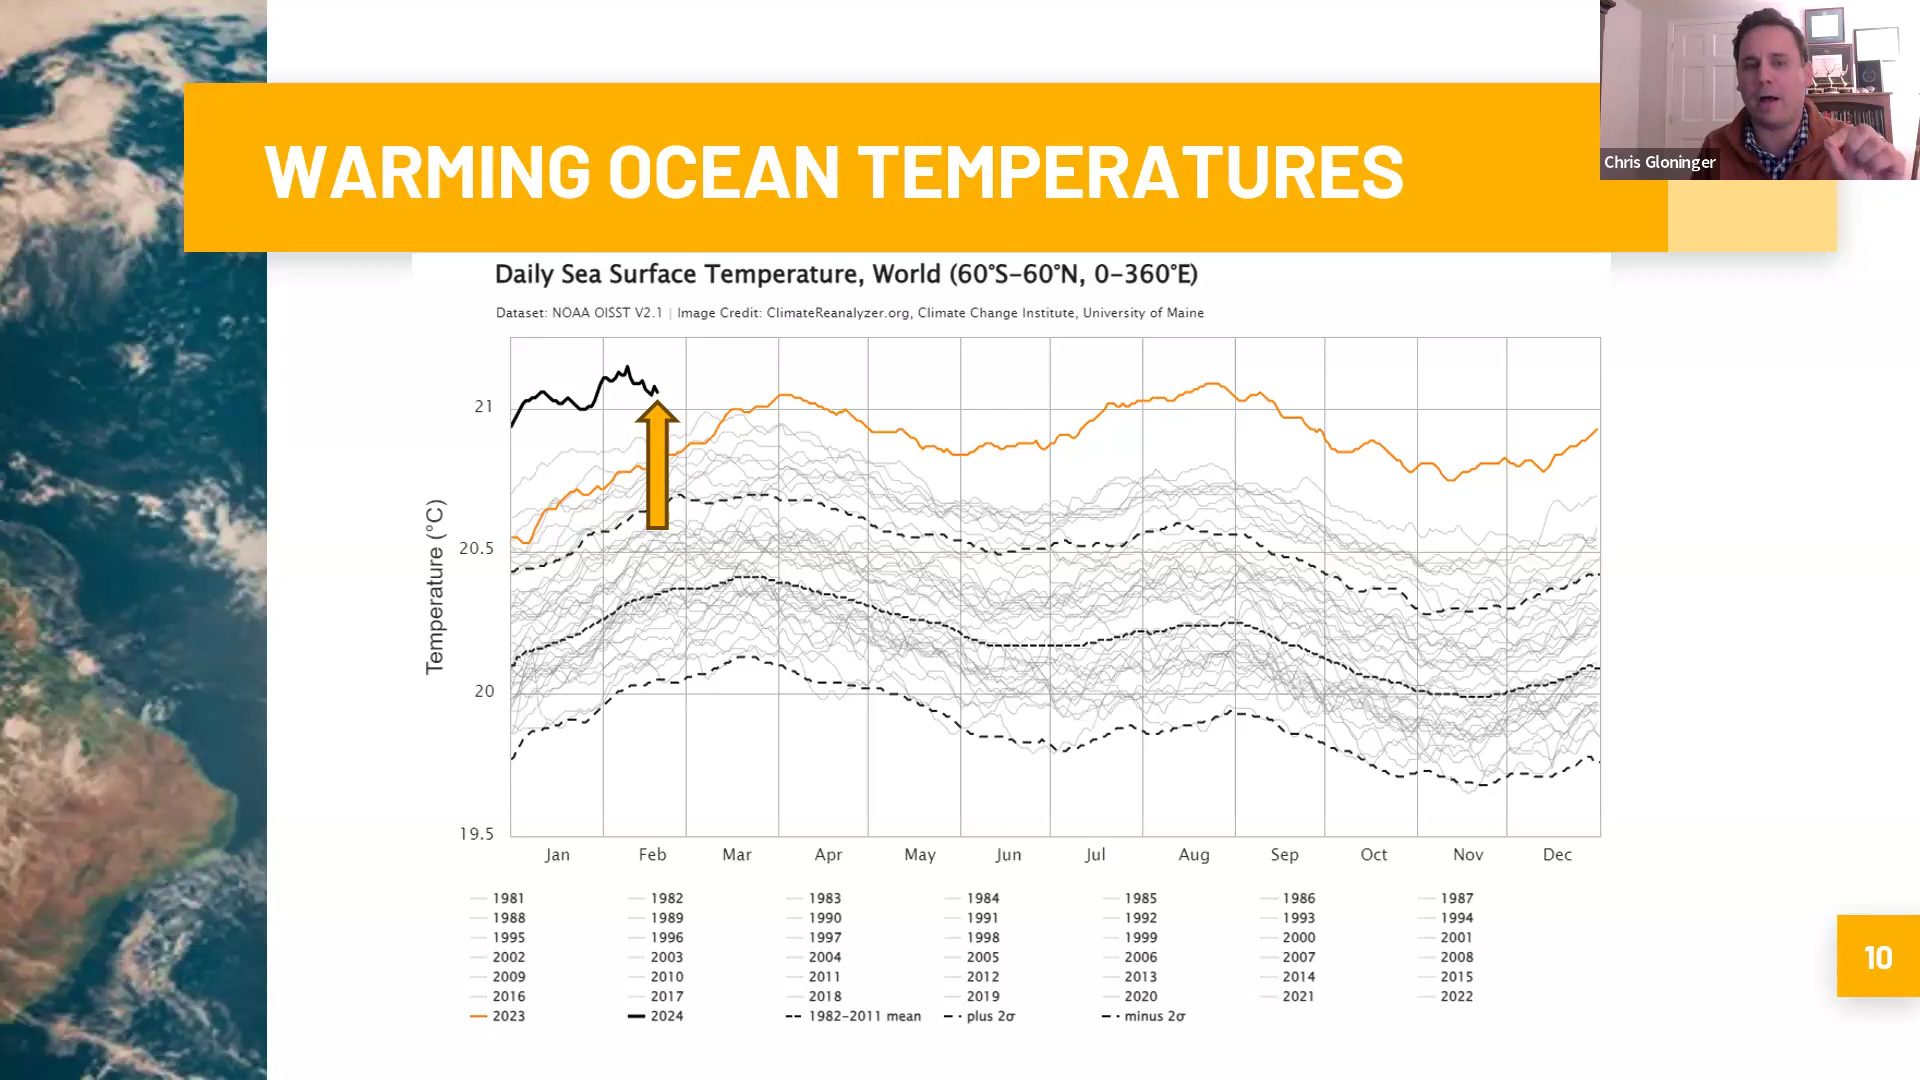 Chris Gloninger
WARMING OCEAN TEMPERATURES
Daily Sea Surface Temperature, World (60°S–60°N, 0–360°E)
Dataset: NOAA OISST V2.1 | Image Credit: ClimateReanalyzer.org, Climate Change Institute, University of Maine
Temperature (°C)
21
20.5
20
19.5
Jan Feb Mar Apr May Jun Jul Aug Sep Oct Nov Dec
1981 1982 1983 1984 1985 1986 1987
1988 1989 1990 1991 1992 1993 1994
1995 1996 1997 1998 1999 2000 2001
2002 2003 2004 2005 2006 2007 2008
2009 2010 2011 2012 2013 2014 2015
2016 2017 2018 2019 2020 2021 2022
2023 2024 1982–2011 mean plus 2σ minus 2σ
10